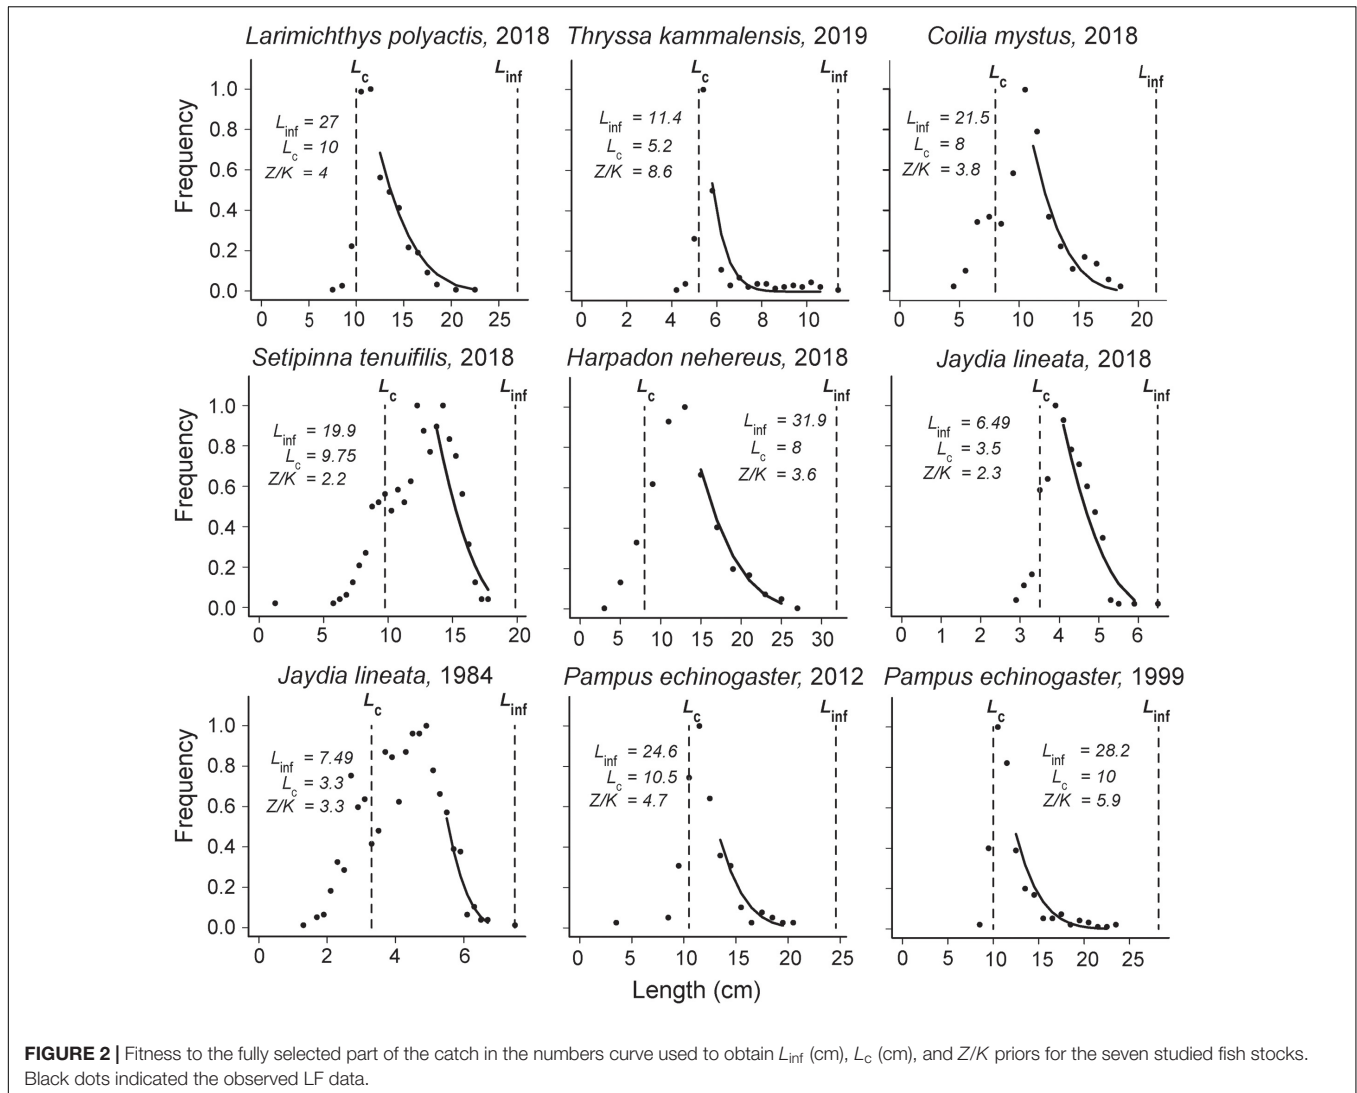 Larimichthys polyactis, 2018
Thryssa kammalensis, 2019
Coilia mystus, 2018
Lc
Linf
Lc
Linf
Lc
Linf
Frequency
1.0
0.8
0.6
0.4
0.2
0.0
Linf = 27
Lc = 10
Z/K = 4
Linf = 11.4
Lc = 5.2
Z/K = 8.6
Linf = 21.5
Lc = 8
Z/K = 3.8
0 5 10 15 20 25
0 2 4 6 8 10
0 5 10 15 20
Setipinna tenuifilis, 2018
Harpadon nehereus, 2018
Jaydia lineata, 2018
Lc
Linf
Lc
Linf
Lc
Linf
Frequency
1.0
0.8
0.6
0.4
0.2
0.0
Linf = 19.9
Lc = 9.75
Z/K = 2.2
Linf = 31.9
Lc = 8
Z/K = 3.6
Linf = 6.49
Lc = 3.5
Z/K = 2.3
0 5 10 15 20
0 5 10 15 20 25 30
0 1 2 3 4 5 6
Jaydia lineata, 1984
Pampus echinogaster, 2012
Pampus echinogaster, 1999
Lc
Linf
Lc
Linf
Lc
Linf
Frequency
1.0
0.8
0.6
0.4
0.2
0.0
Linf = 7.49
Lc = 3.3
Z/K = 3.3
Linf = 24.6
Lc = 10.5
Z/K = 4.7
Linf = 28.2
Lc = 10
Z/K = 5.9
0 2 4 6
0 5 10 15 20 25
0 5 10 15 20 25
Length (cm)
FIGURE 2 | Fitness to the fully selected part of the catch in the numbers curve used to obtain Linf (cm), Lc (cm), and Z/K priors for the seven studied fish stocks.
Black dots indicated the observed LF data.